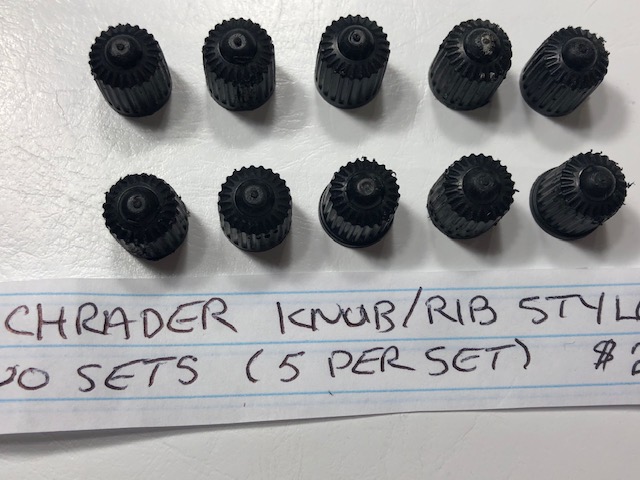 CHRADER KNUB/RIB STYL
O SETS (5 PER SET) $2